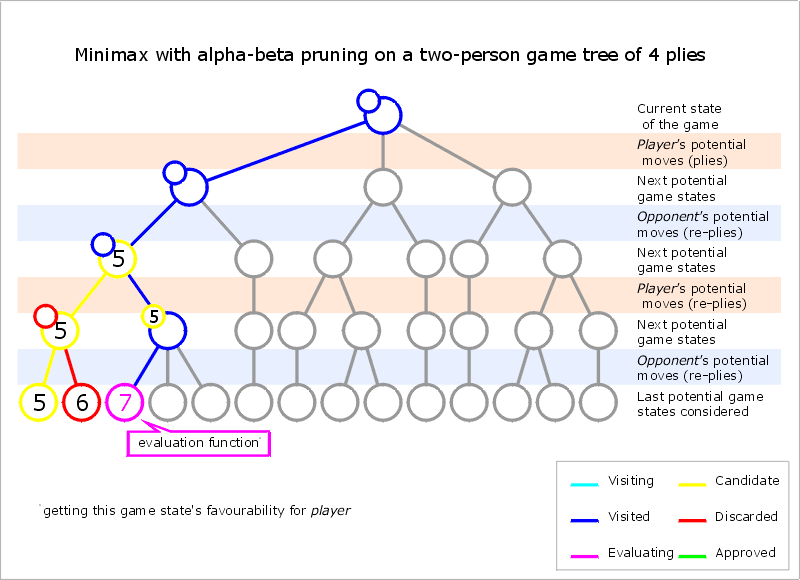 Minimax with alpha-beta pruning on a two-person game tree of 4 plies
Current state
of the game
Player's potential
moves (plies)
Next potential
game states
Opponent's potential
moves (re-plies)
5
Next potential
game states
Player's potential
moves (re-plies)
5
5
Next potential
game states
Opponent's potential
moves (re-plies)
5
6
7
Last potential game
states considered
evaluation function*
*getting this game state's favourability for player
Visiting
Candidate
Visited
Discarded
Evaluating
Approved